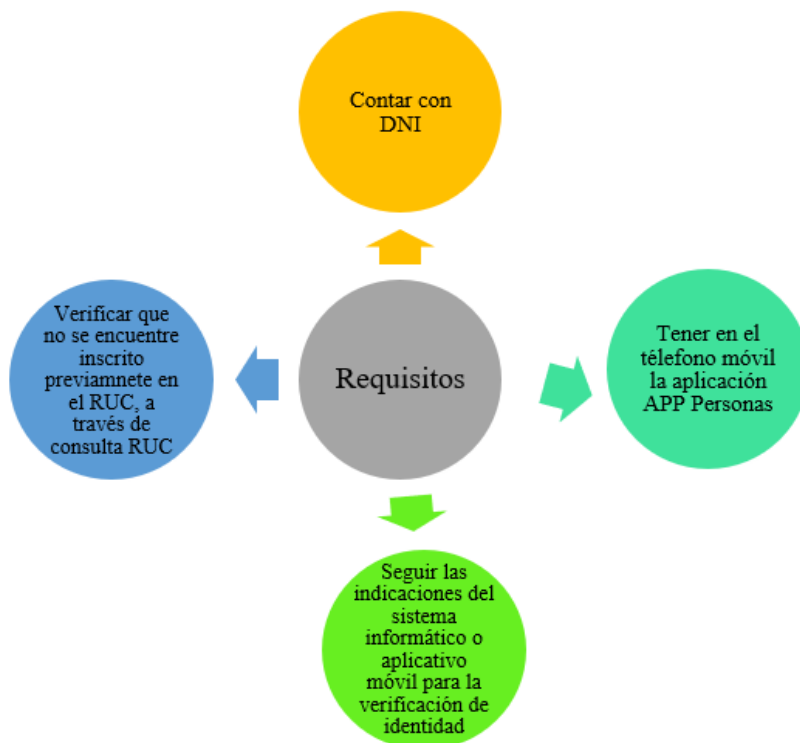 Contar con
DNI
Verificar que
no se encuentre
inscrito
previamnete en
el RUC, a
través de
consulta RUC
Requisitos
Tener en el
télefono móvil
la aplicación
APP Personas
Seguir las
indicaciones del
sistema
informático o
aplicativo
móvil para la
verificación de
identidad